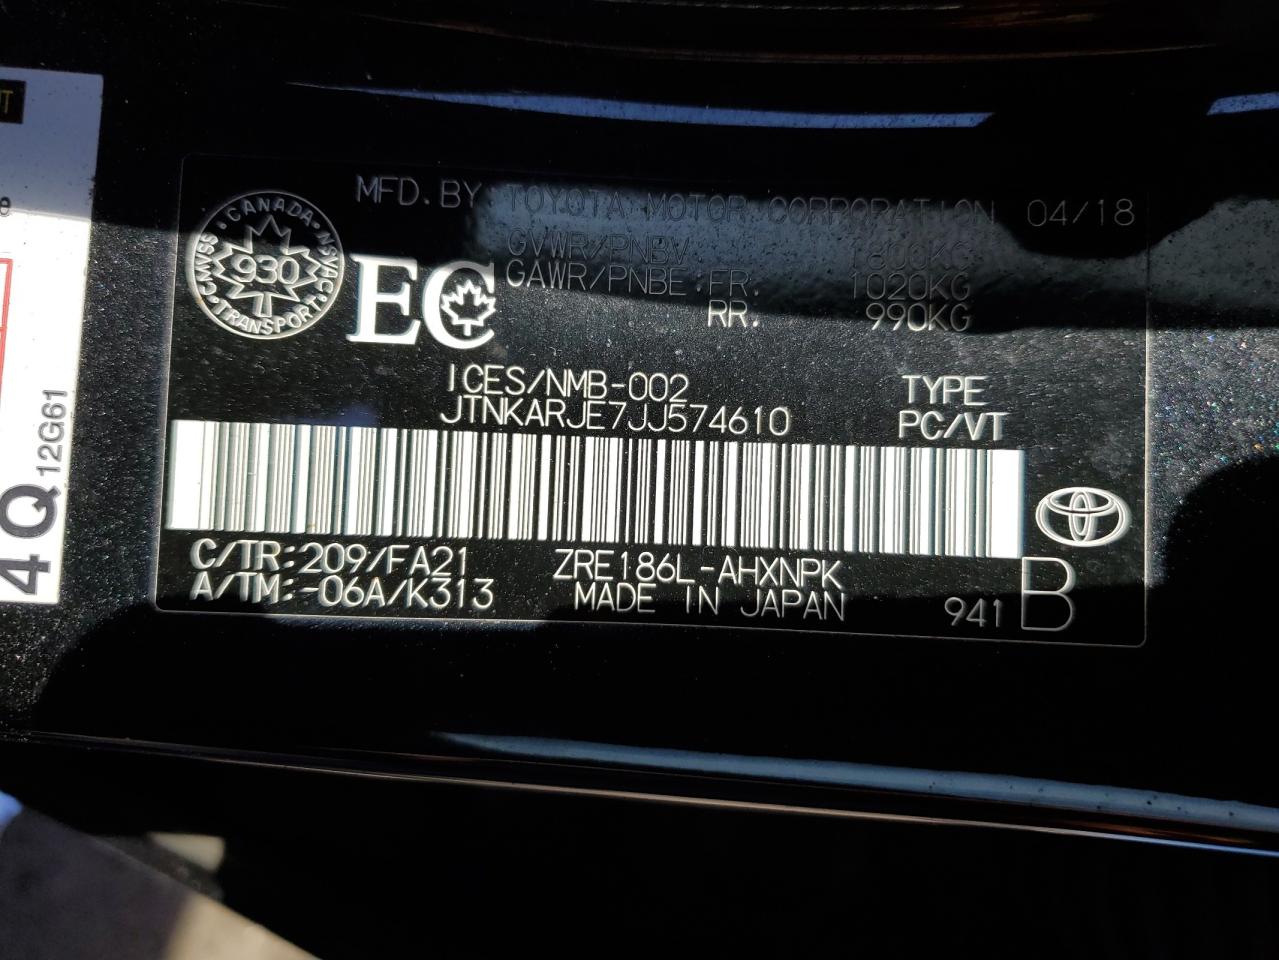 MFD.BY TOYOTA MOTOR CORPORATION 04/18
CANADA
CMVSS 930 NSVAC
TRANSPORT
GVWR/PNBV 1800KG
GAWR/PNBE FR. 1020KG
EC
RR. 990KG
ICES/NMB-002 TYPE
JTNKARJE7JJ574610 PC/VT
C/TR:209/FA21 ZRE186L-AHXNPK
A/TM:-06A/K313 MADE IN JAPAN 941 B
4Q 12G61